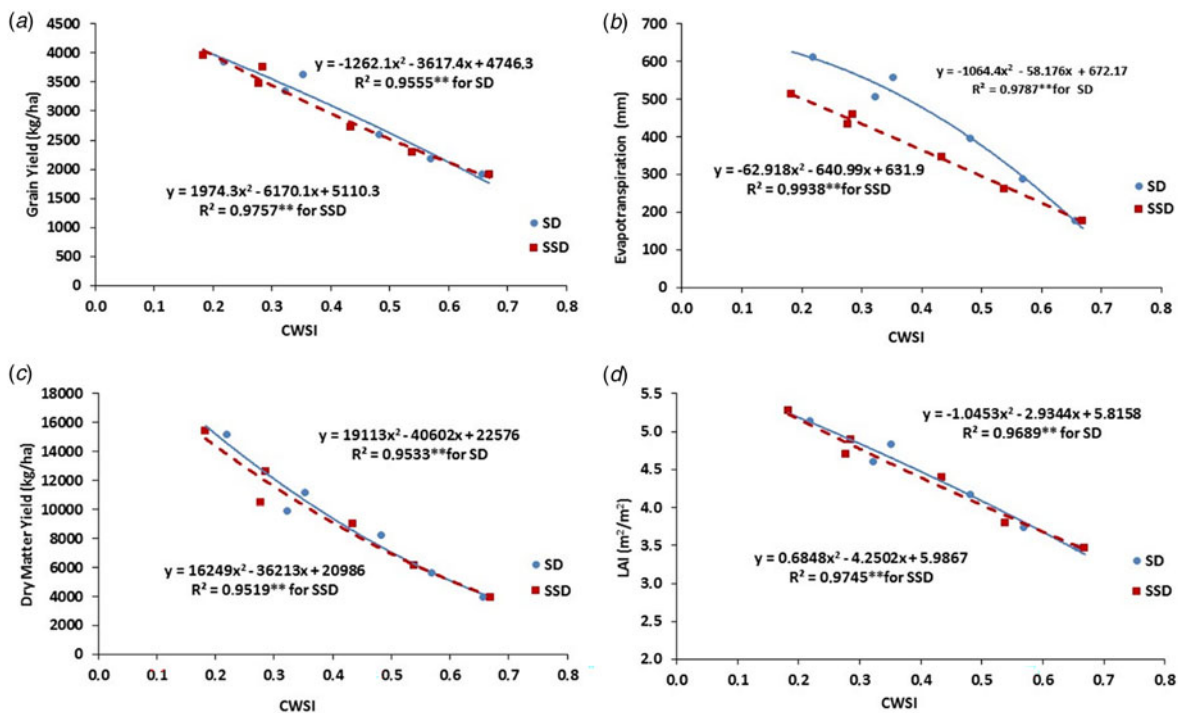 (a)
4500
4000
3500
3000
2500
2000
1500
1000
500
0
Grain Yield (kg/ha)
y = -1262.1x² - 3617.4x + 4746.3
R² = 0.9555** for SD
y = 1974.3x² - 6170.1x + 5110.3
R² = 0.9757** for SSD
SD
SSD
0.0 0.1 0.2 0.3 0.4 0.5 0.6 0.7 0.8
CWSI
(b)
700
600
500
400
300
200
100
0
Evapotranspiration (mm)
y = -1064.4x² - 58.176x + 672.17
R² = 0.9787**for SD
y = -62.918x² - 640.99x + 631.9
R² = 0.9938**for SSD
SD
SSD
0.0 0.1 0.2 0.3 0.4 0.5 0.6 0.7 0.8
CWSI
(c)
18000
16000
14000
12000
10000
8000
6000
4000
2000
0
Dry Matter Yield (kg/ha)
y = 19113x² - 40602x + 22576
R² = 0.9533**for SD
y = 16249x² - 36213x + 20986
R² = 0.9519** for SSD
SD
SSD
0.0 0.1 0.2 0.3 0.4 0.5 0.6 0.7 0.8
CWSI
(d)
5.5
5.0
4.5
4.0
3.5
3.0
2.5
2.0
LAI (m²/m²)
y = -1.0453x² - 2.9344x + 5.8158
R² = 0.9689** for SD
y = 0.6848x² - 4.2502x + 5.9867
R² = 0.9745**for SSD
SD
SSD
0.0 0.1 0.2 0.3 0.4 0.5 0.6 0.7 0.8
CWSI